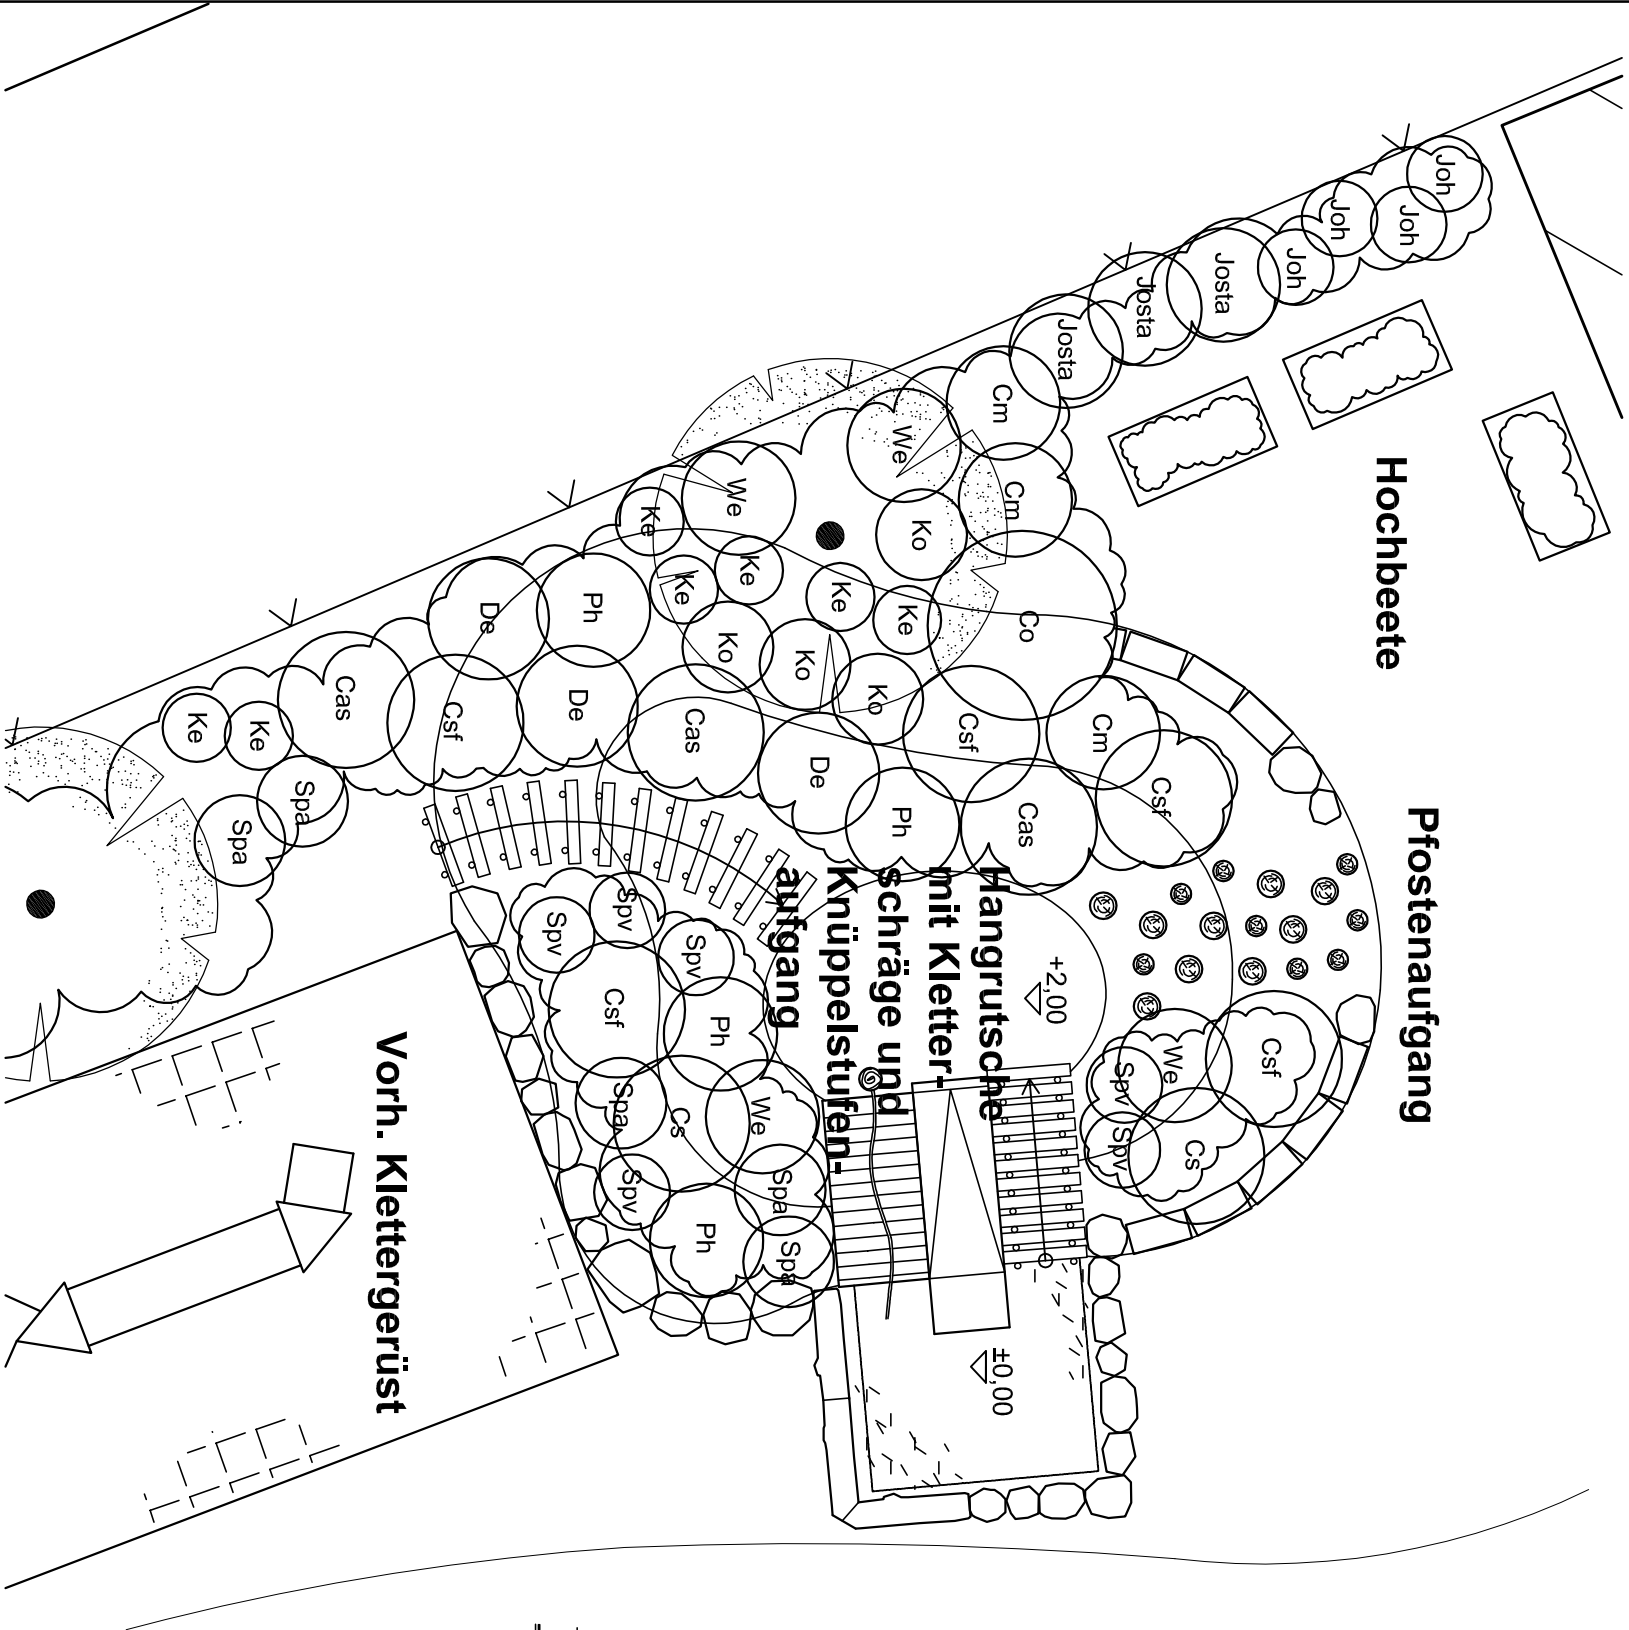 Hochbeete
Pfostenaufgang
Hangrutsche
mit Kletter-
schräge und
Knüppelstufen-
aufgang
Vorh. Klettergerüst
+2,00
±0,00
Joh
Joh
Joh
Joh
Josta
Josta
Josta
Cm
We
Cm
We
Ke
Ko
Ke
Ke
Ke
Ke
Co
De
Ph
Ko
Ko
Ko
Cas
Csf
De
Cas
Csf
Cm
Ke
Ke
De
Csf
Spa
Spa
Ph
Cas
Spv
Spv
Spv
Csf
Ph
We
Csf
Spv
Spv
Cs
Spa
Cs
We
Spv
Spa
Ph
Spa